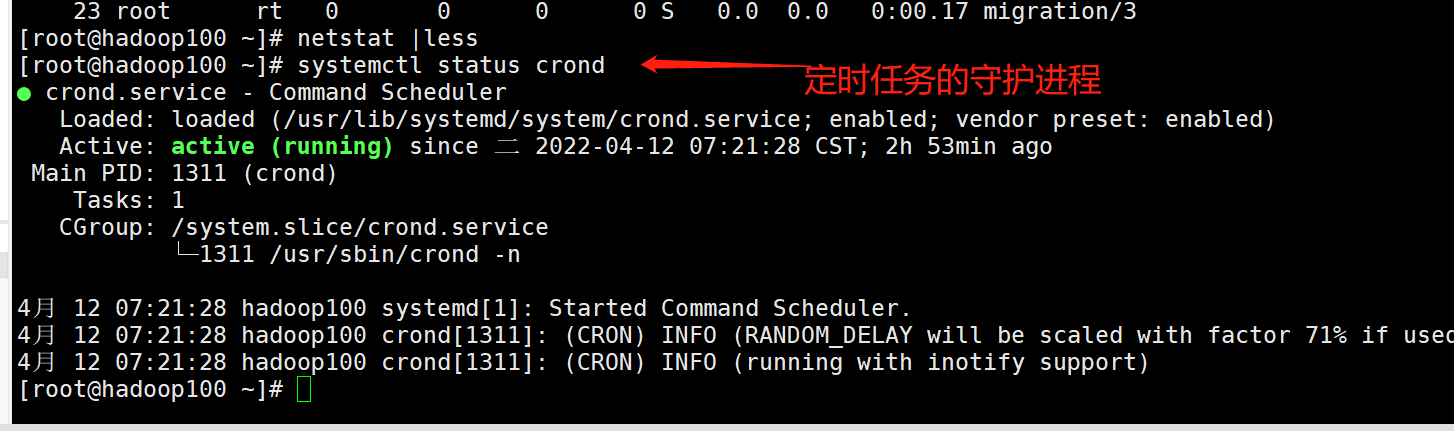 23 root rt 0 0 0 0 S 0.0 0.0 0:00.17 migration/3
[root@hadoop100 ~]# netstat |less
[root@hadoop100 ~]# systemctl status crond
定时任务的守护进程
● crond.service - Command Scheduler
Loaded: loaded (/usr/lib/systemd/system/crond.service; enabled; vendor preset: enabled)
Active: active (running) since 二 2022-04-12 07:21:28 CST; 2h 53min ago
Main PID: 1311 (crond)
Tasks: 1
CGroup: /system.slice/crond.service
└─1311 /usr/sbin/crond -n
4月 12 07:21:28 hadoop100 systemd[1]: Started Command Scheduler.
4月 12 07:21:28 hadoop100 crond[1311]: (CRON) INFO (RANDOM_DELAY will be scaled with factor 71% if used
4月 12 07:21:28 hadoop100 crond[1311]: (CRON) INFO (running with inotify support)
[root@hadoop100 ~]#